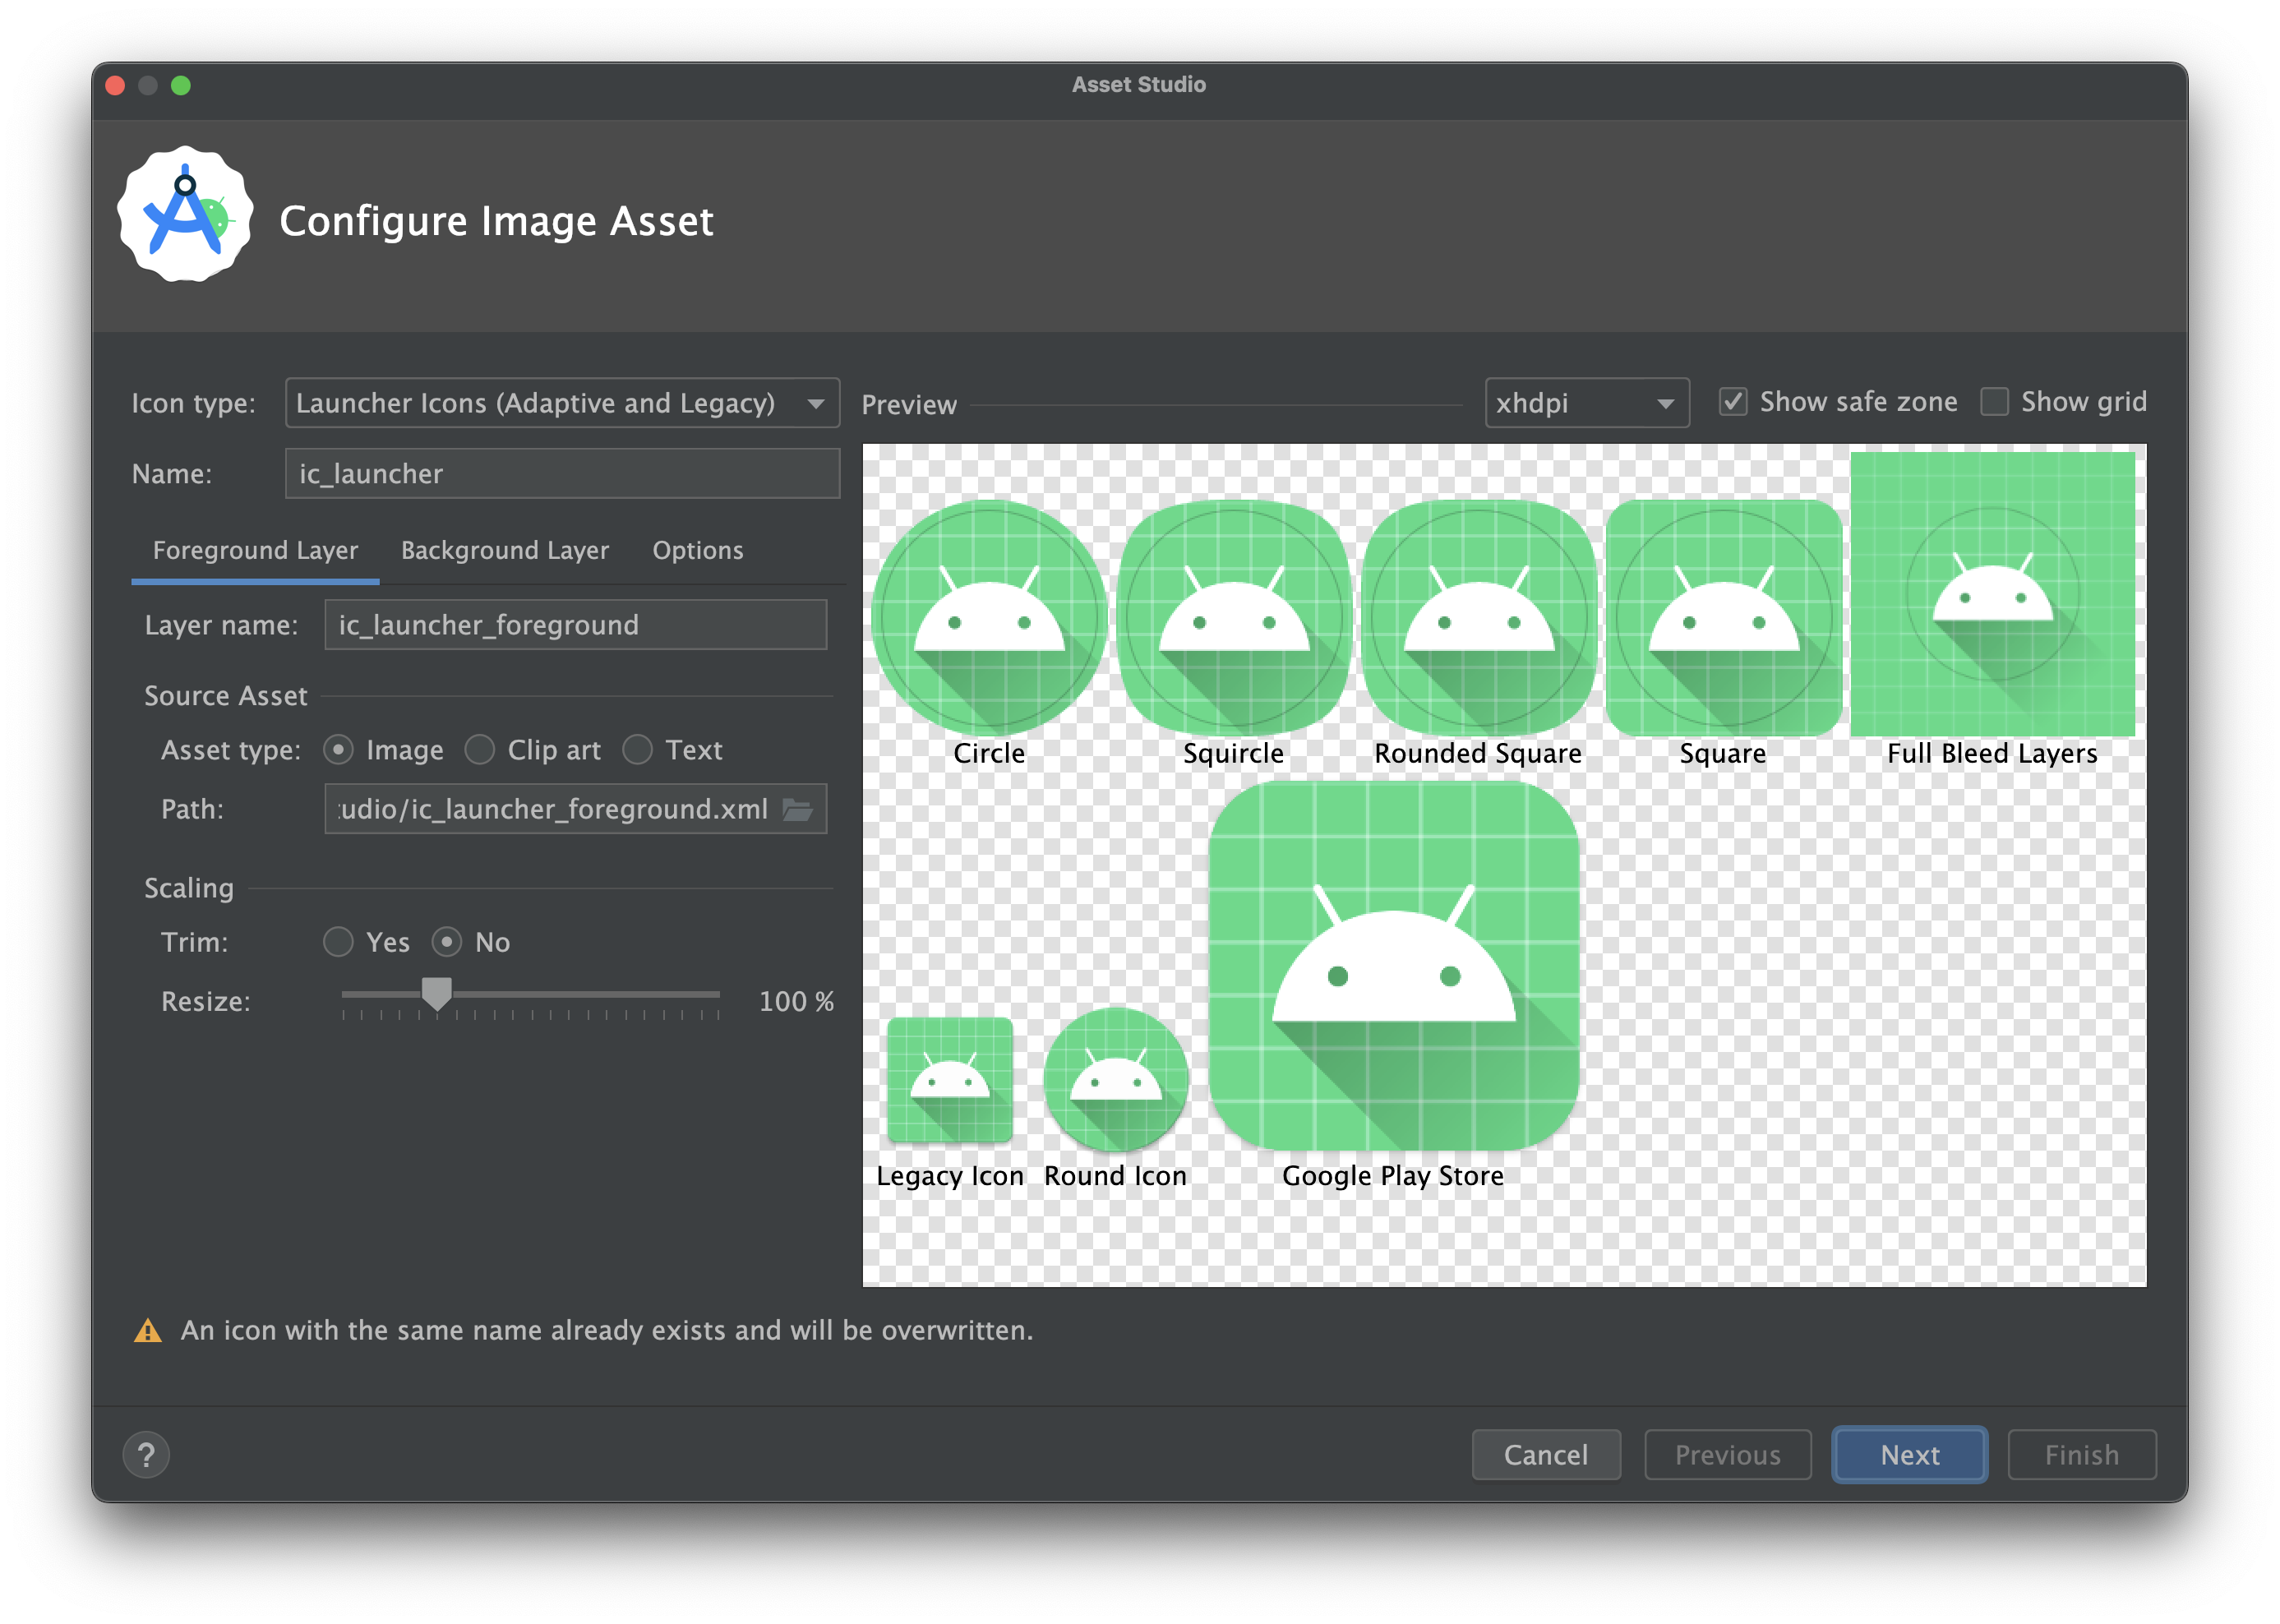 Asset Studio
Configure Image Asset
Icon type: Launcher Icons (Adaptive and Legacy)
Name: ic_launcher
Foreground Layer Background Layer Options
Layer name: ic_launcher_foreground
Source Asset
Asset type: Image Clip art Text
Path: :udio/ic_launcher_foreground.xml
Scaling
Trim: Yes No
Resize: 100 %
Preview xhdpi Show safe zone Show grid
Circle Squircle Rounded Square Square Full Bleed Layers
Legacy Icon Round Icon Google Play Store
An icon with the same name already exists and will be overwritten.
? Cancel Previous Next Finish